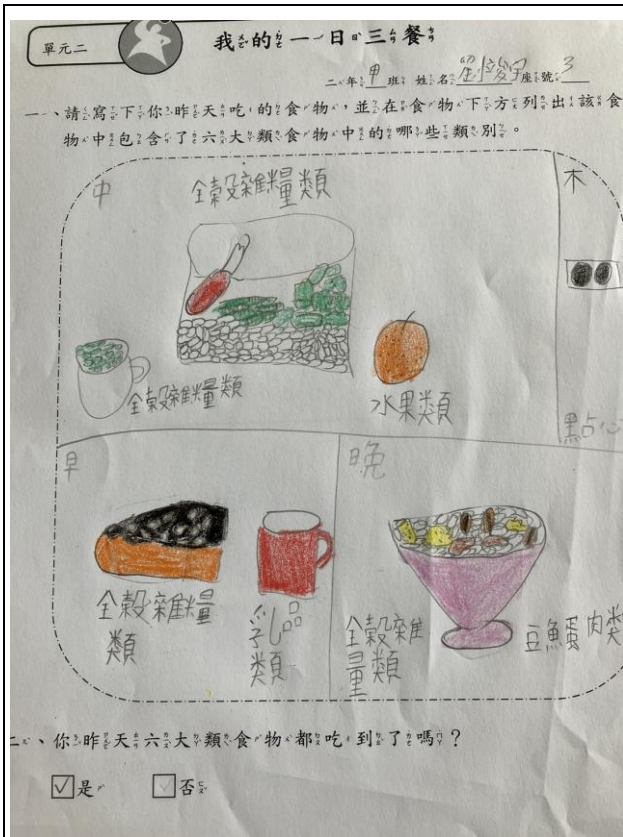 單元二
我的一日三餐
二年甲班 姓名 座號3
一、請寫下你昨天吃的食物,並在食物下方列出該食
物中包含了六大類食物中的哪些類別。
中
全穀雜糧類
木
全穀雜糧類
水果類
點心
早
晚
全穀雜糧
類
乳品
類
全穀雜
量類
豆魚蛋肉类
二、你昨天六大類食物都吃到了嗎?
是
否